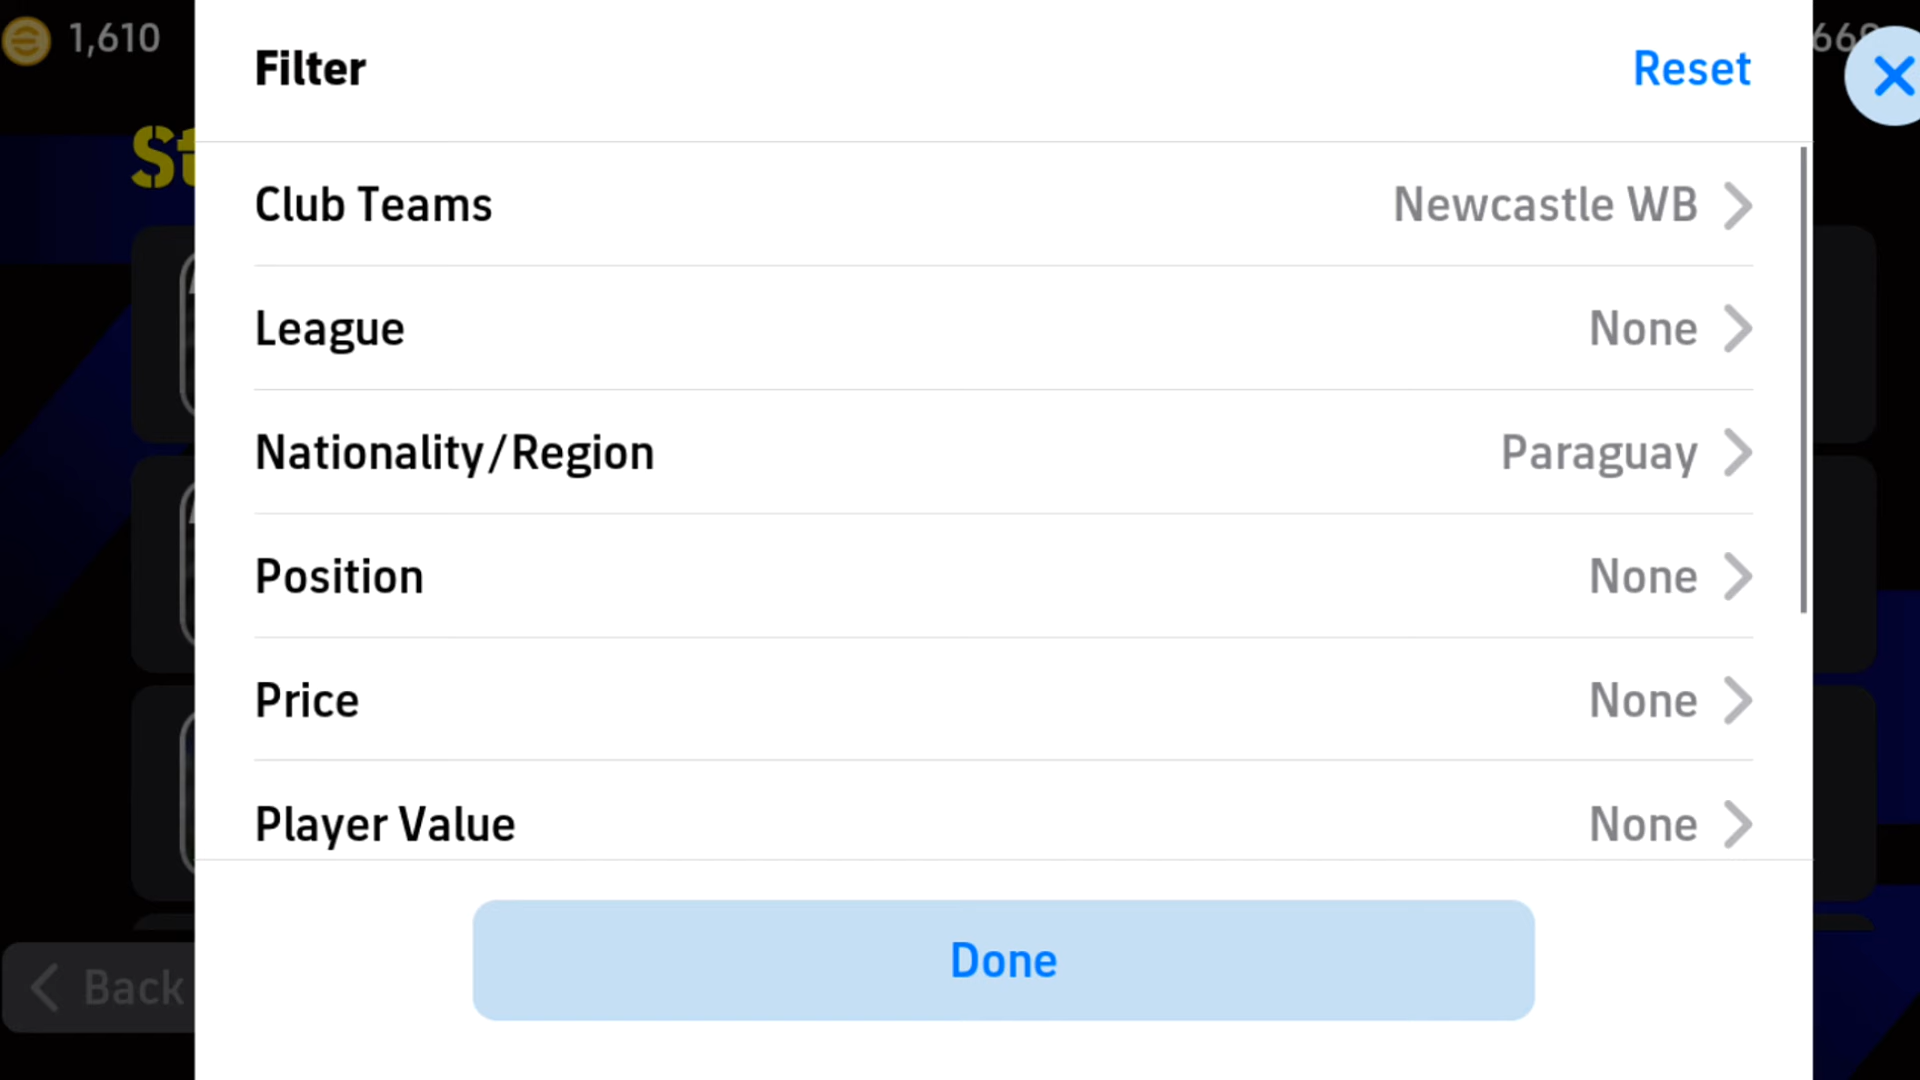 1,610
Filter
Reset
Club Teams
Newcastle WB
League
None
Nationality/Region
Paraguay
Position
None
Price
None
Player Value
None
Done
Back